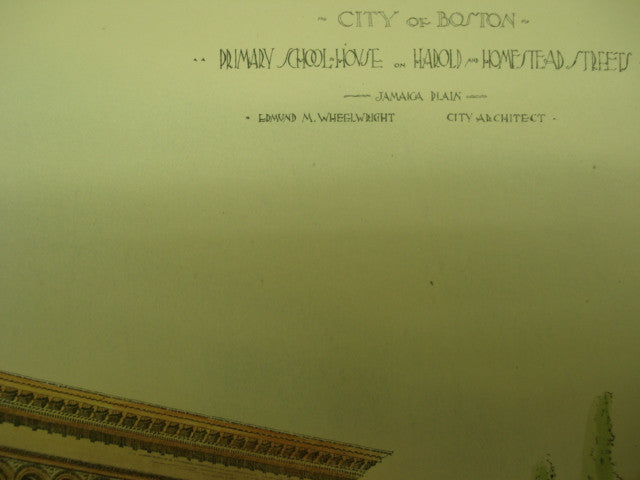 ~ CITY OF BOSTON ~
PRIMARY SCHOOL-HOUSE ON HAROLD AND HOMESTEAD STREETS
— JAMAICA PLAIN —
• EDMUND M. WHEELWRIGHT CITY ARCHITECT •